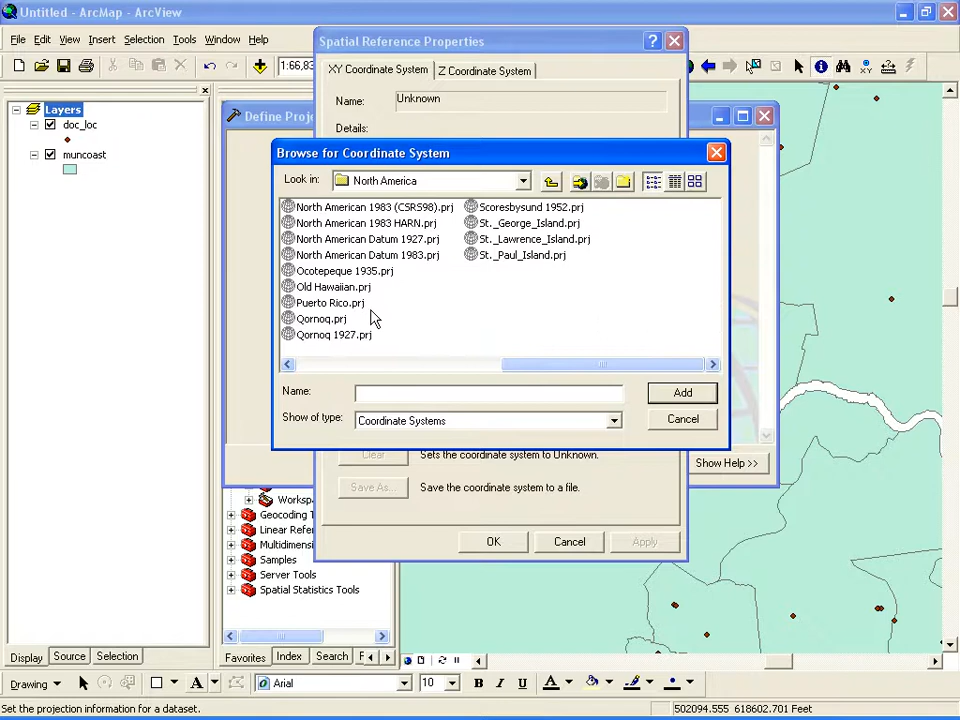 Untitled - ArcMap - ArcView
File Edit View Insert Selection Tools Window Help
1:66,83
Layers
doc_loc
muncoast
Spatial Reference Properties
XY Coordinate System
Z Coordinate System
Name:
Unknown
Details:
Define Proj
Browse for Coordinate System
Look in:
North America
North American 1983 (CSRS98).prj
North American 1983 HARN.prj
North American Datum 1927.prj
North American Datum 1983.prj
Ocotepeque 1935.prj
Old Hawaiian.prj
Puerto Rico.prj
Qornoq.prj
Qornoq 1927.prj
Scoresbysund 1952.prj
St._George_Island.prj
St._Lawrence_Island.prj
St._Paul_Island.prj
Name:
Add
Show of type:
Coordinate Systems
Cancel
Clear
Sets the coordinate system to Unknown.
Show Help >>
Save As...
Save the coordinate system to a file.
OK
Cancel
Apply
Workspa
Geocoding T
Linear Refer
Multidimensi
Samples
Server Tools
Spatial Statistics Tools
Display Source Selection
Favorites Index Search
Drawing
A
Arial
10
B I U A
Set the projection information for a dataset.
502094.555 618602.701 Feet